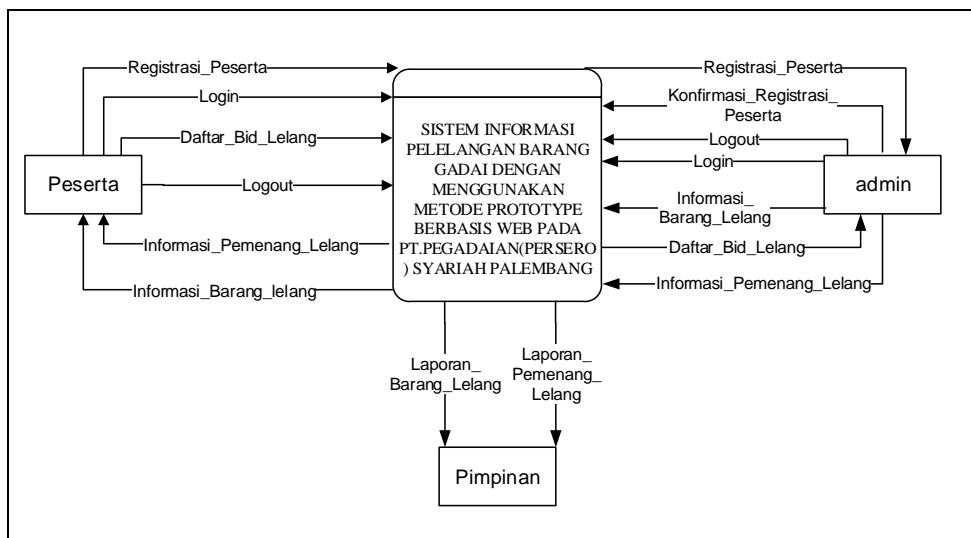 Registrasi_Peserta
Login
Daftar_Bid_Lelang
Peserta
Logout
Informasi_Pemenang_Lelang
Informasi_Barang_lelang
SISTEM INFORMASI
PELELANGAN BARANG
GADAI DENGAN
MENGGUNAKAN
METODE PROTOTYPE
BERBASIS WEB PADA
PT.PEGADAIAN(PERSERO
) SYARIAH PALEMBANG
Registrasi_Peserta
Konfirmasi_Registrasi_
Peserta
Logout
Login
admin
Informasi_
Barang_Lelang
Daftar_Bid_Lelang
Informasi_Pemenang_Lelang
Laporan_
Barang_Lelang
Laporan_
Pemenang_
Lelang
Pimpinan